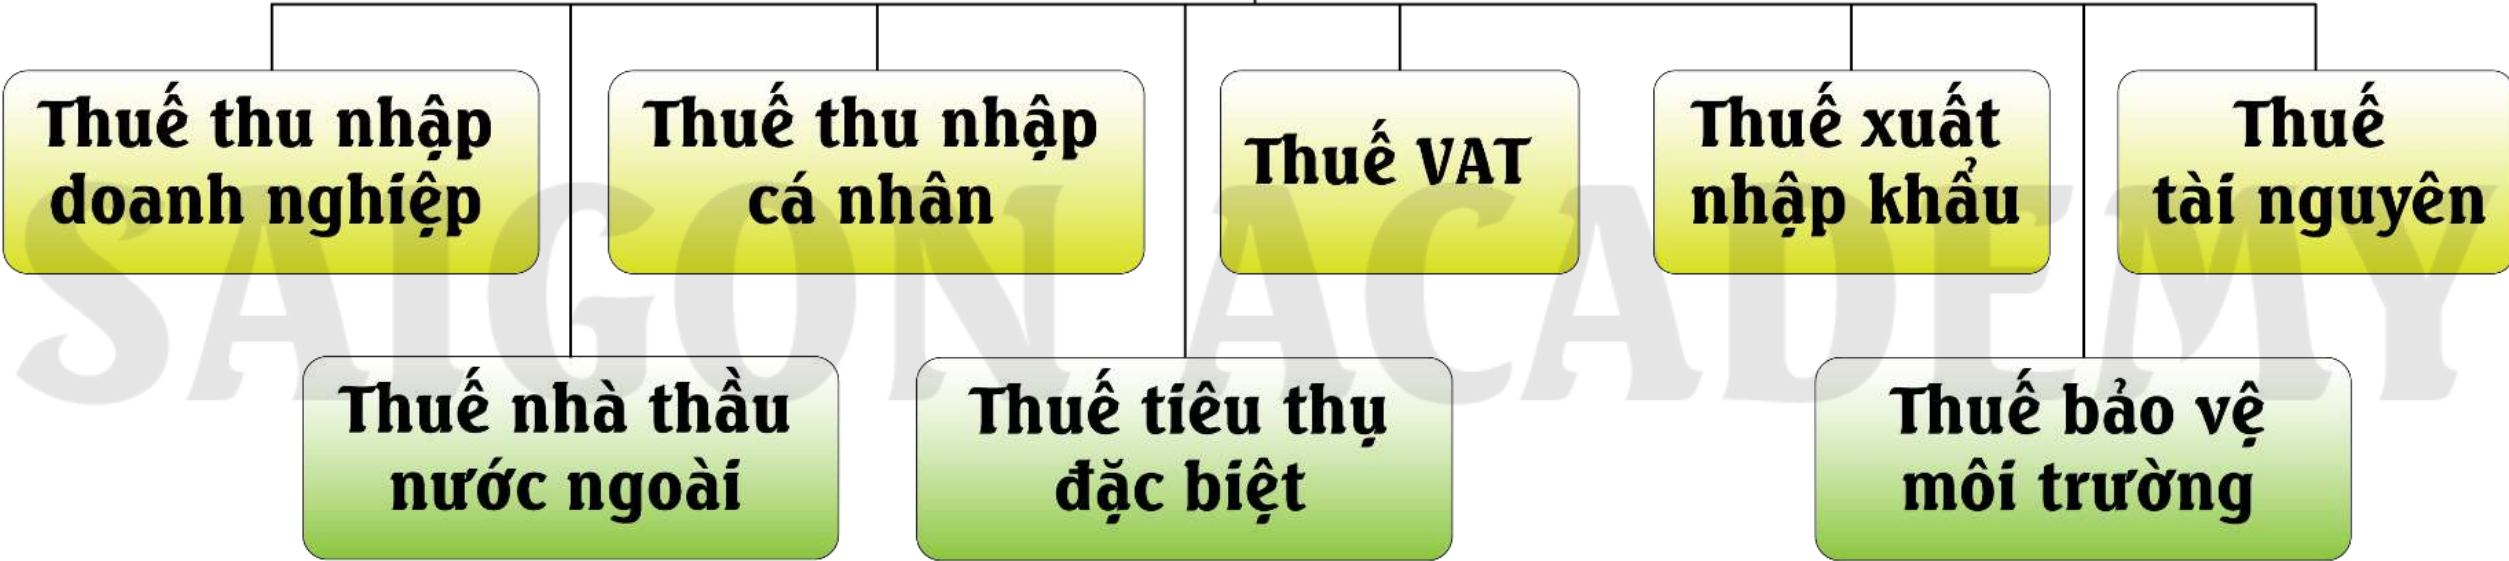 Thuế thu nhập
doanh nghiệp
Thuế thu nhập
cá nhân
Thuế VAT
Thuế xuất
nhập khẩu
Thuế
tài nguyên
SAIGON ACADEMY
Thuế nhà thầu
nước ngoài
Thuế tiêu thụ
đặc biệt
Thuế bảo vệ
môi trường